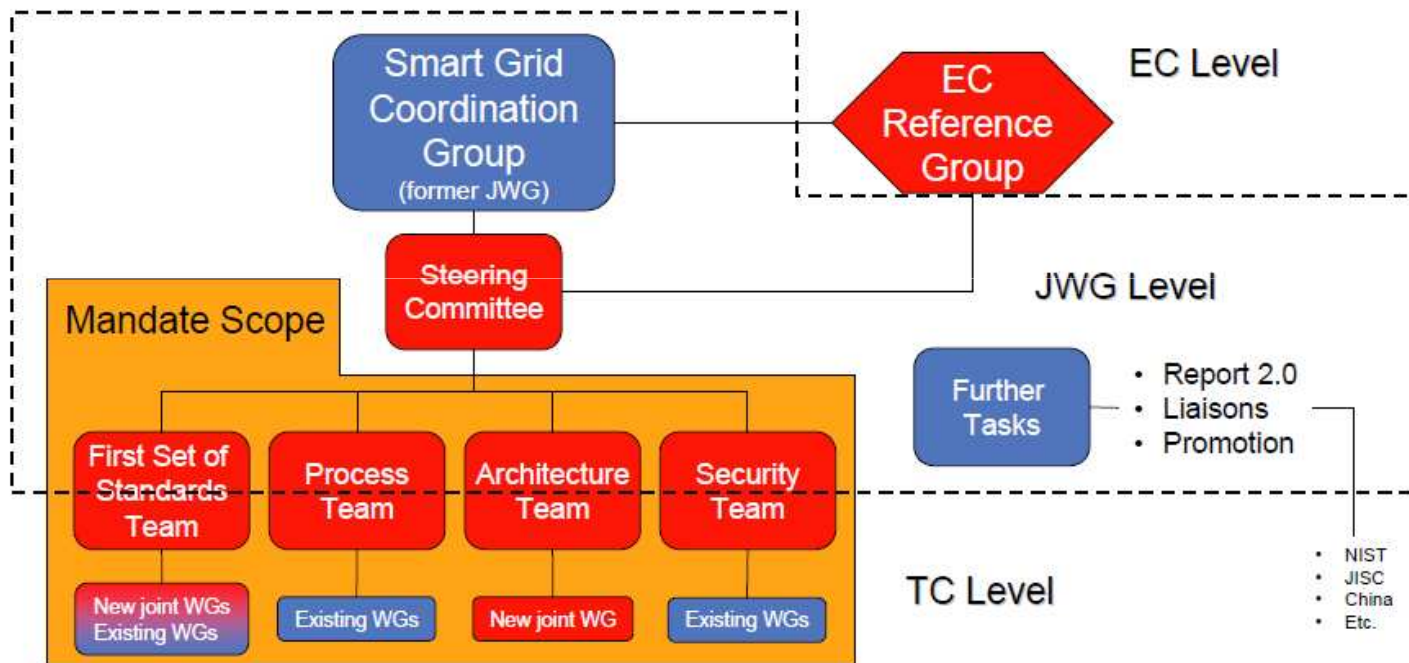 Smart Grid
Coordination
Group
(former JWG)
EC
Reference
Group
EC Level
Steering
Committee
JWG Level
Mandate Scope
Further
Tasks
• Report 2.0
• Liaisons
• Promotion
First Set of
Standards
Team
Process
Team
Architecture
Team
Security
Team
TC Level
• NIST
• JISC
• China
• Etc.
New joint WGs
Existing WGs
Existing WGs
New joint WG
Existing WGs